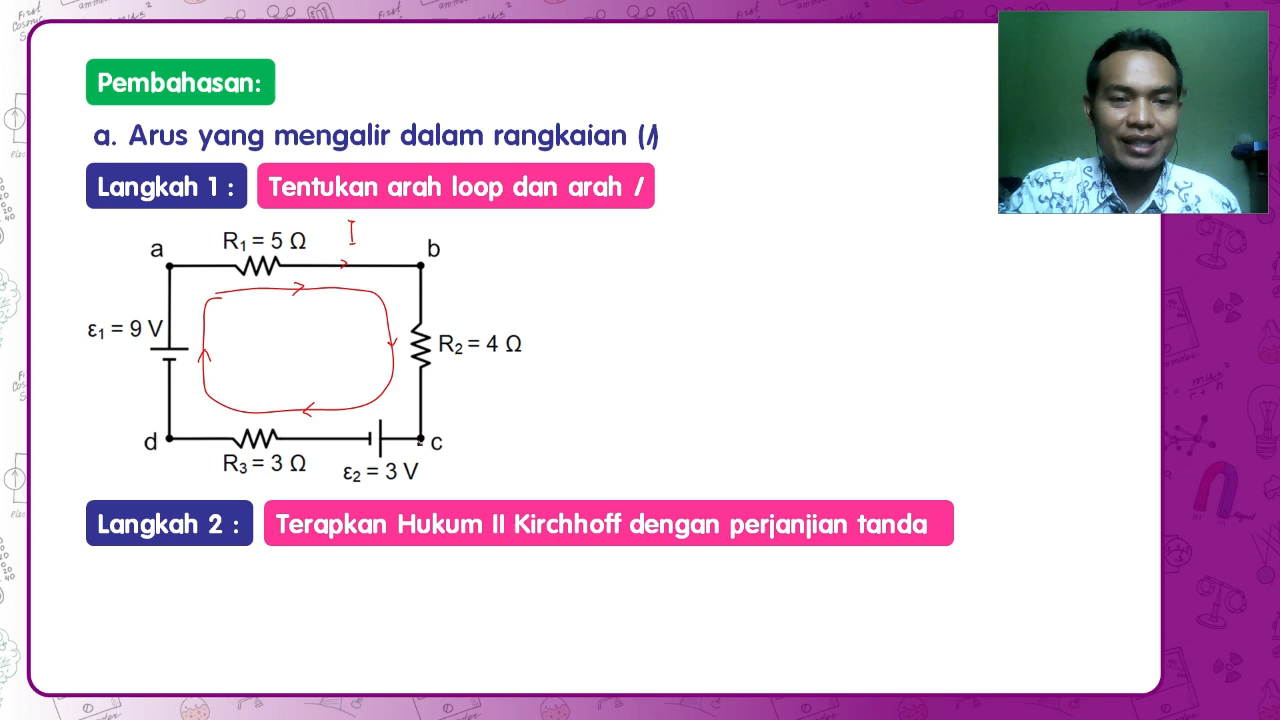 Pembahasan:
a. Arus yang mengalir dalam rangkaian (I)
Langkah 1 : Tentukan arah loop dan arah I
I
a R₁ = 5 Ω b
ε₁ = 9 V R₂ = 4 Ω
d c
R₃ = 3 Ω ε₂ = 3 V
Langkah 2 : Terapkan Hukum II Kirchhoff dengan perjanjian tanda